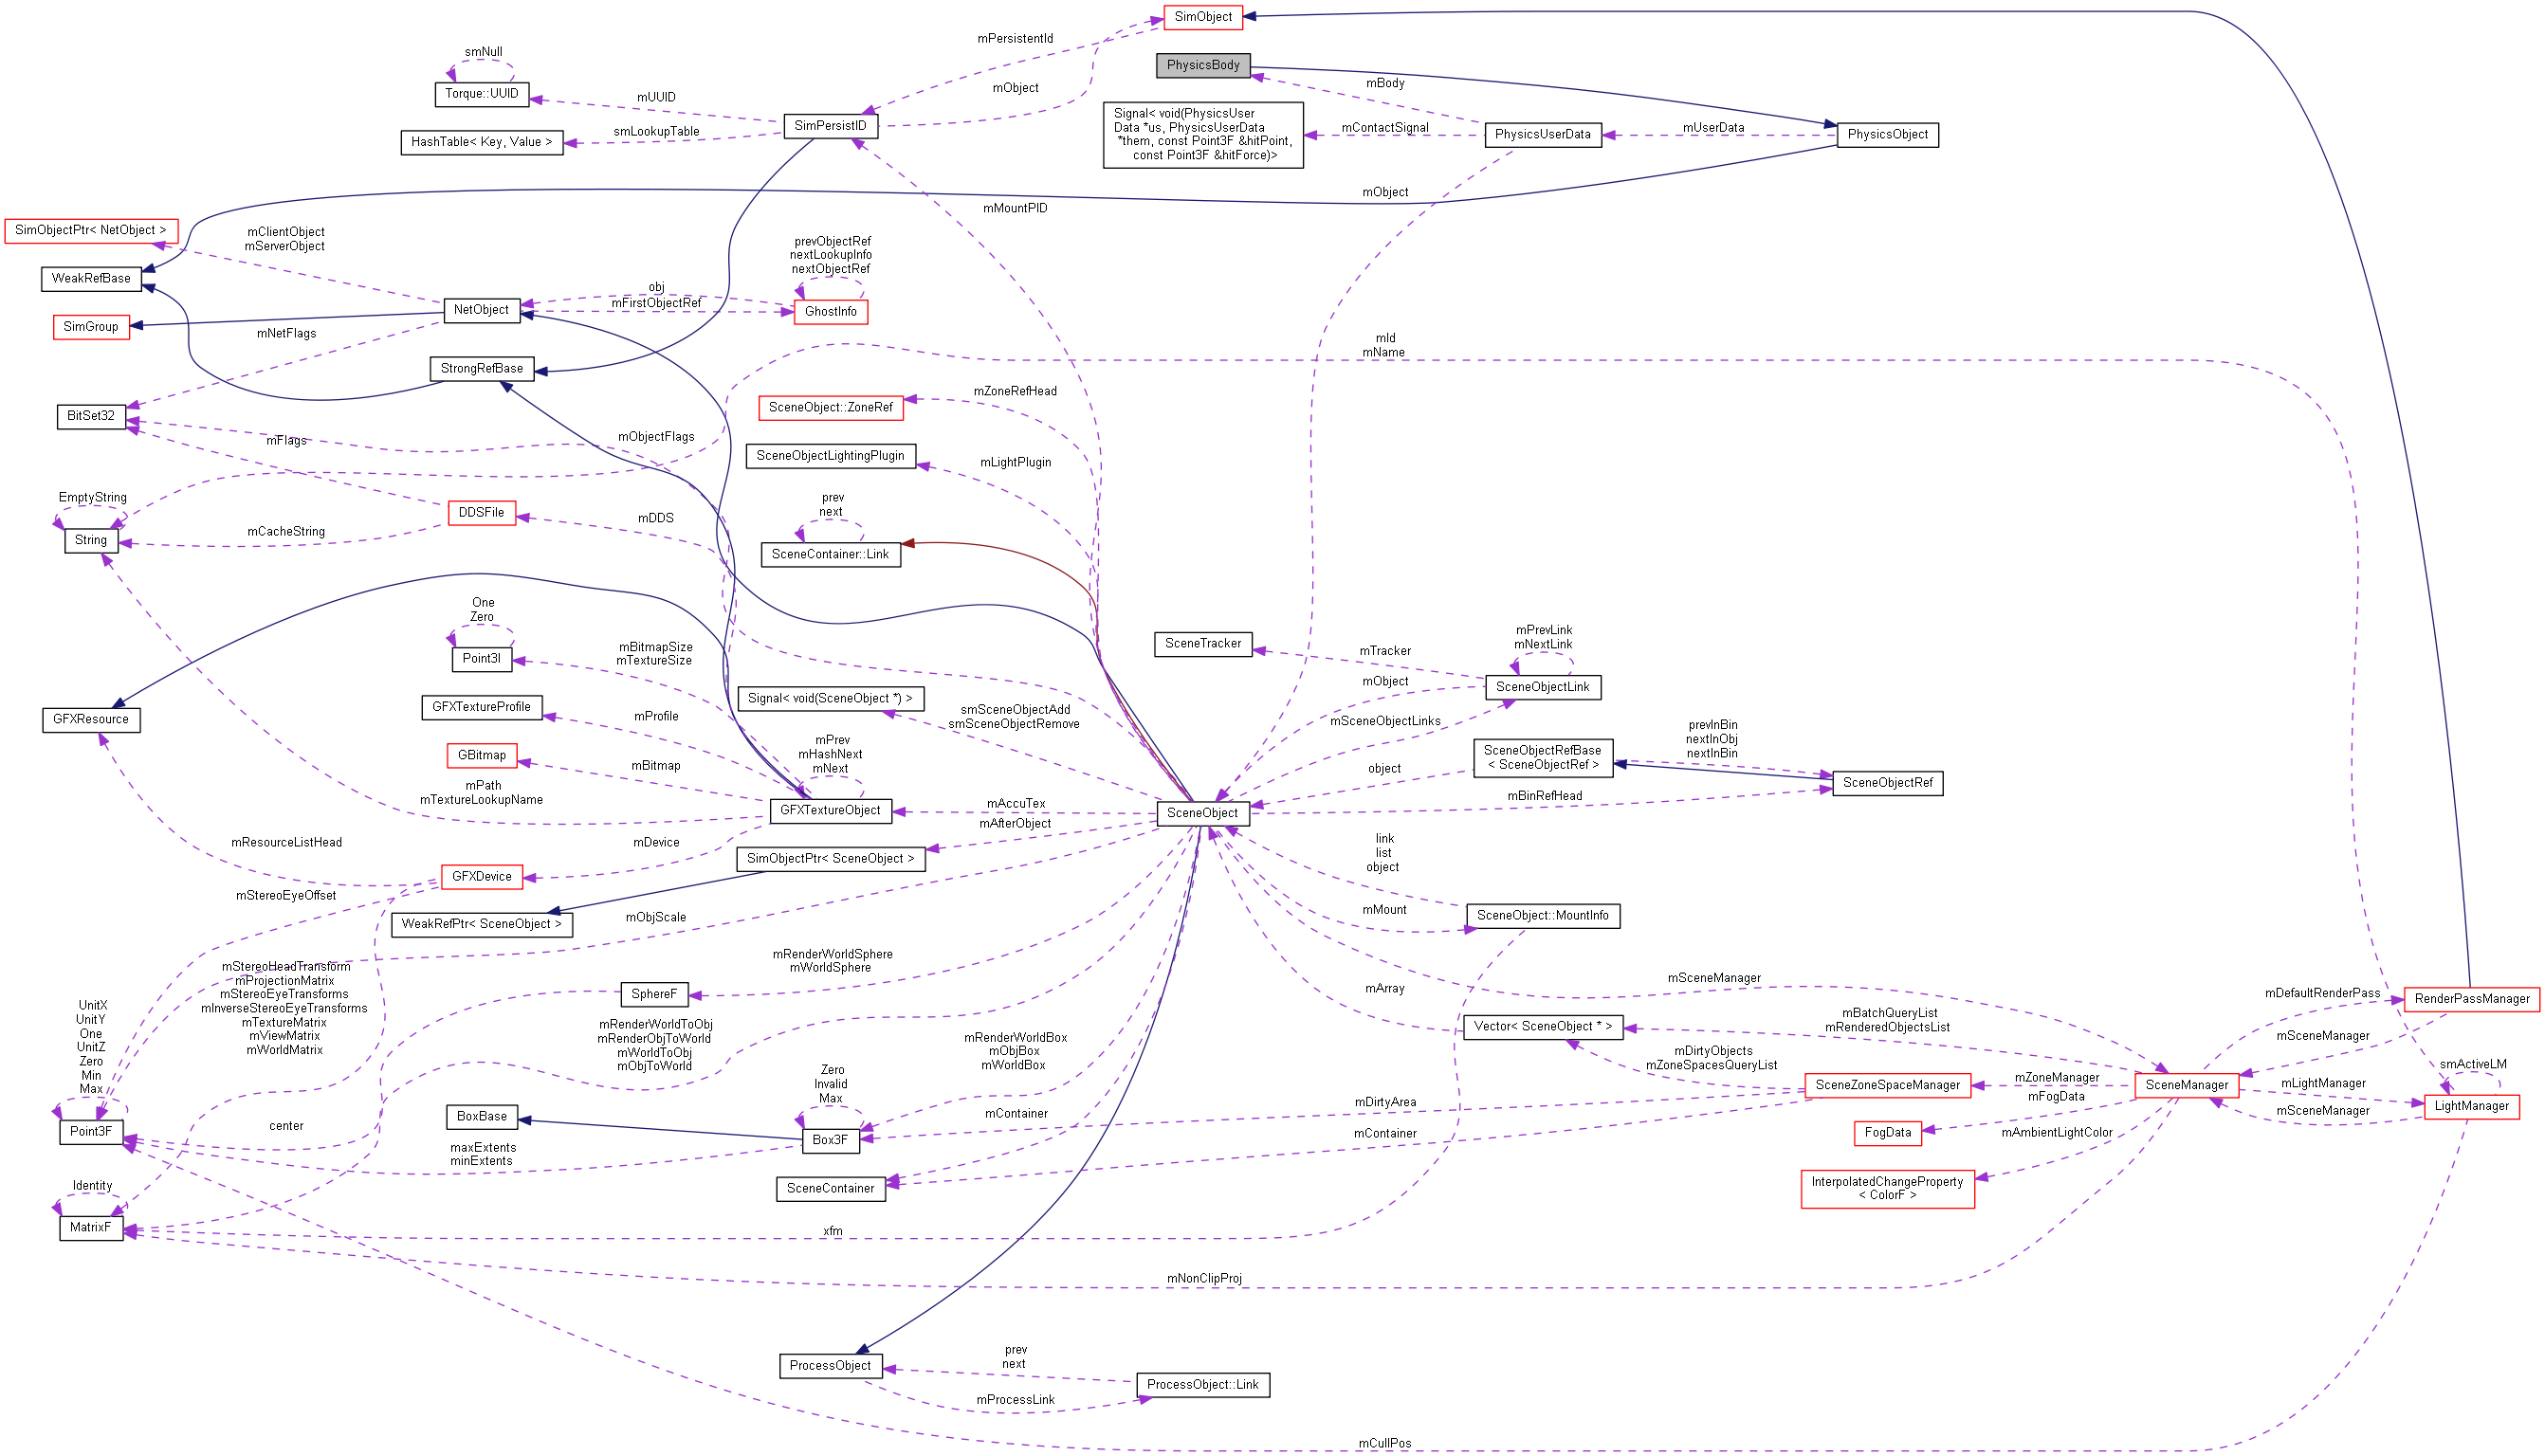 SimObject
mPersistentId
smNull
PhysicsBody
mBody
mObject
Torque::UUID
mUUID
SimPersistID
Signal< void(PhysicsUser
Data *us, PhysicsUserData
*them, const Point3F &hitPoint,
const Point3F &hitForce)>
mContactSignal
PhysicsUserData
mUserData
PhysicsObject
HashTable< Key, Value >
smLookupTable
mObject
mMountPID
SimObjectPtr< NetObject >
mClientObject
mServerObject
prevObjectRef
nextLookupInfo
nextObjectRef
WeakRefBase
obj
mFirstObjectRef
NetObject
GhostInfo
SimGroup
mNetFlags
mId
mName
StrongRefBase
mZoneRefHead
SceneObject::ZoneRef
BitSet32
mFlags
mObjectFlags
SceneObjectLightingPlugin
mLightPlugin
EmptyString
prev
next
DDSFile
mDDS
mCacheString
String
SceneContainer::Link
One
Zero
Point3I
mBitmapSize
mTextureSize
SceneTracker
mTracker
mPrevLink
mNextLink
mObject
SceneObjectLink
Signal< void(SceneObject *) >
smSceneObjectAdd
smSceneObjectRemove
mSceneObjectLinks
GFXTextureProfile
mProfile
GFXResource
prevInBin
nextInObj
nextInBin
SceneObjectRefBase
< SceneObjectRef >
GBitmap
mBitmap
mPrev
mHashNext
mNext
object
SceneObjectRef
mPath
mTextureLookupName
GFXTextureObject
mAccuTex
SceneObject
mBinRefHead
mAfterObject
mResourceListHead
mDevice
link
list
object
SimObjectPtr< SceneObject >
GFXDevice
mStereoEyeOffset
mObjScale
WeakRefPtr< SceneObject >
mMount
SceneObject::MountInfo
mRenderWorldSphere
mWorldSphere
mStereoHeadTransform
mProjectionMatrix
mStereoEyeTransforms
mInverseStereoEyeTransforms
mTextureMatrix
mViewMatrix
mWorldMatrix
mSceneManager
SphereF
mArray
mDefaultRenderPass
RenderPassManager
UnitX
UnitY
One
UnitZ
Zero
Min
Max
mRenderWorldToObj
mRenderObjToWorld
mWorldToObj
mObjToWorld
mRenderWorldBox
mObjBox
mWorldBox
Vector< SceneObject * >
mBatchQueryList
mRenderedObjectsList
mSceneManager
mDirtyObjects
mZoneSpacesQueryList
Zero
Invalid
Max
smActiveLM
SceneZoneSpaceManager
mZoneManager
SceneManager
mLightManager
mFogData
mDirtyArea
LightManager
mSceneManager
BoxBase
mContainer
Point3F
center
Box3F
mContainer
FogData
mAmbientLightColor
maxExtents
minExtents
Identity
SceneContainer
InterpolatedChangeProperty
< ColorF >
MatrixF
xfm
mNonClipProj
prev
next
ProcessObject
ProcessObject::Link
mProcessLink
mCullPos